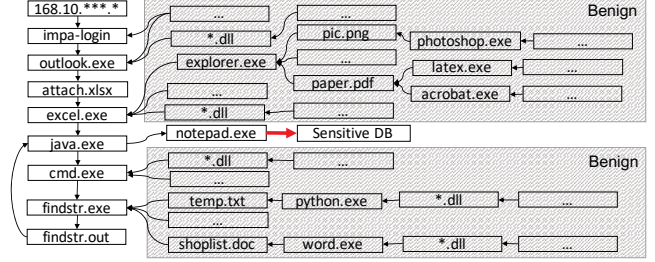 168.10.***.*
...
Benign
impa-login
*.dll
pic.png
photoshop.exe
...
outlook.exe
explorer.exe
...
latex.exe
...
attach.xlsx
...
paper.pdf
acrobat.exe
...
excel.exe
*.dll
...
java.exe
notepad.exe
Sensitive DB
cmd.exe
*.dll
...
Benign
...
findstr.exe
temp.txt
python.exe
*.dll
...
...
findstr.out
shoplist.doc
word.exe
*.dll
...